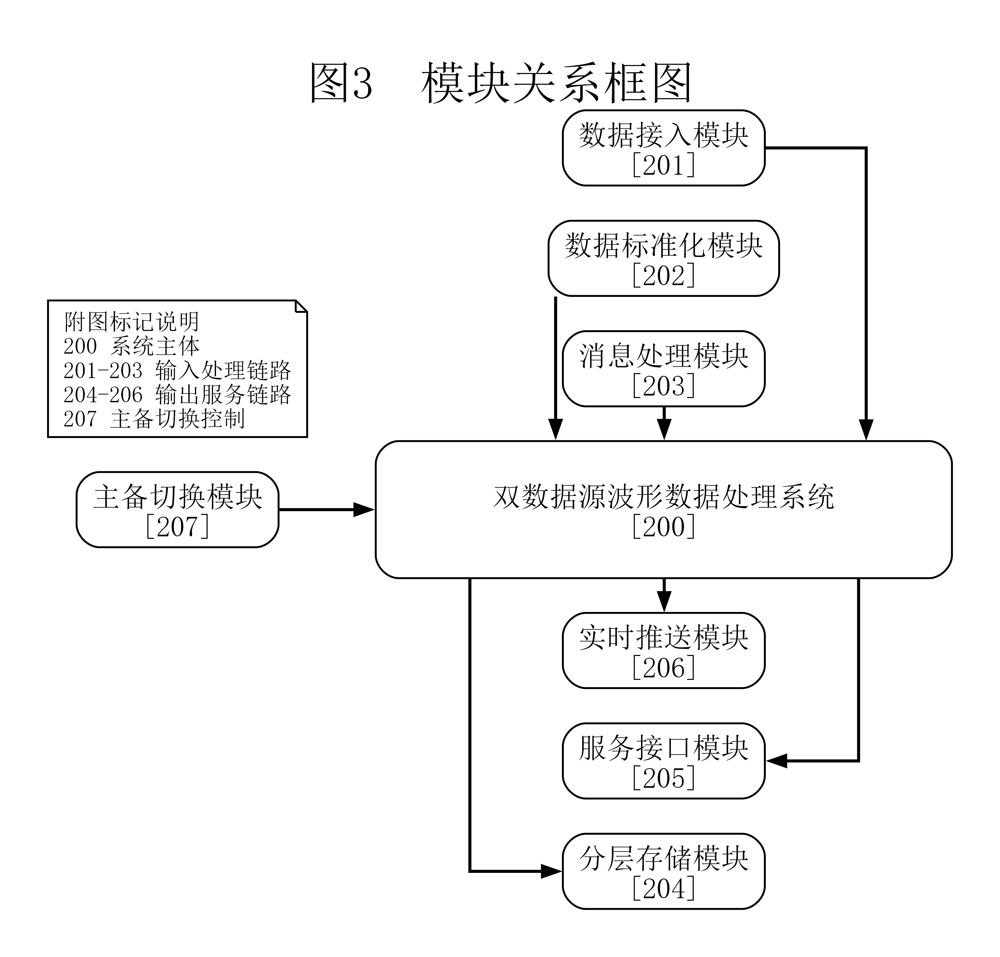 图3　模块关系框图
数据接入模块
[201]
数据标准化模块
[202]
附图标记说明
200 系统主体
201-203 输入处理链路
204-206 输出服务链路
207 主备切换控制
消息处理模块
[203]
主备切换模块
[207]
双数据源波形数据处理系统
[200]
实时推送模块
[206]
服务接口模块
[205]
分层存储模块
[204]